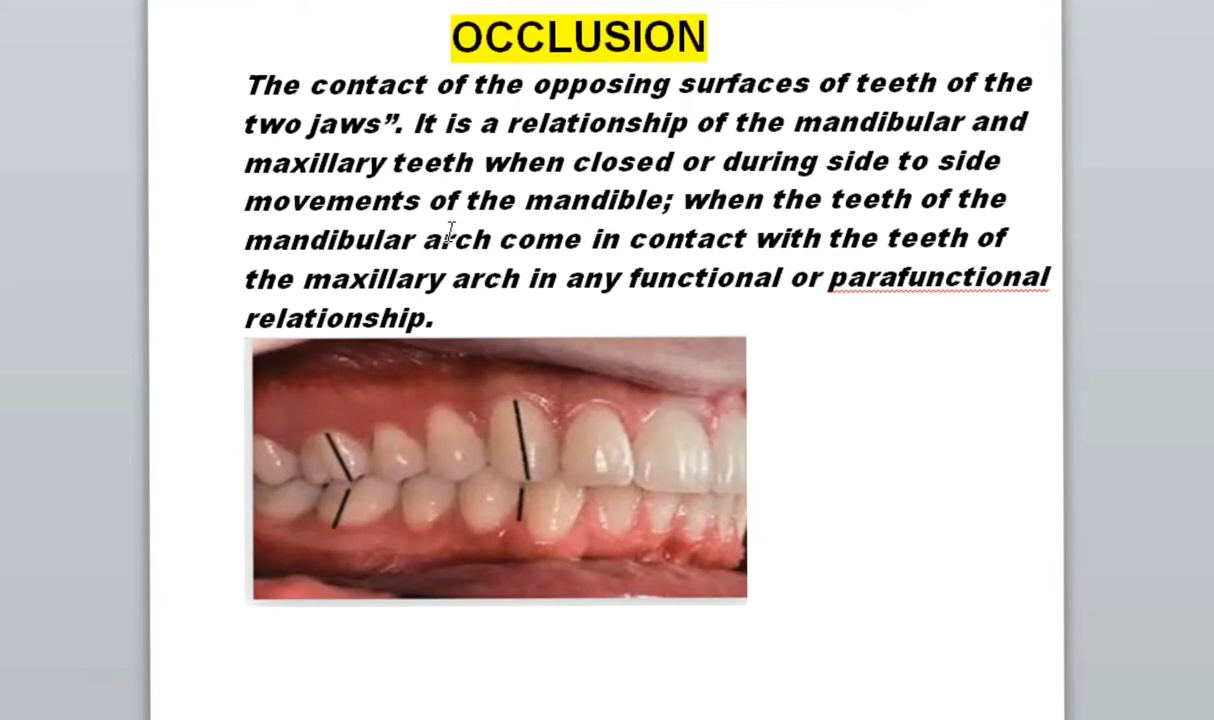 OCCLUSION
The contact of the opposing surfaces of teeth of the
two jaws”. It is a relationship of the mandibular and
maxillary teeth when closed or during side to side
movements of the mandible; when the teeth of the
mandibular arch come in contact with the teeth of
the maxillary arch in any functional or parafunctional
relationship.